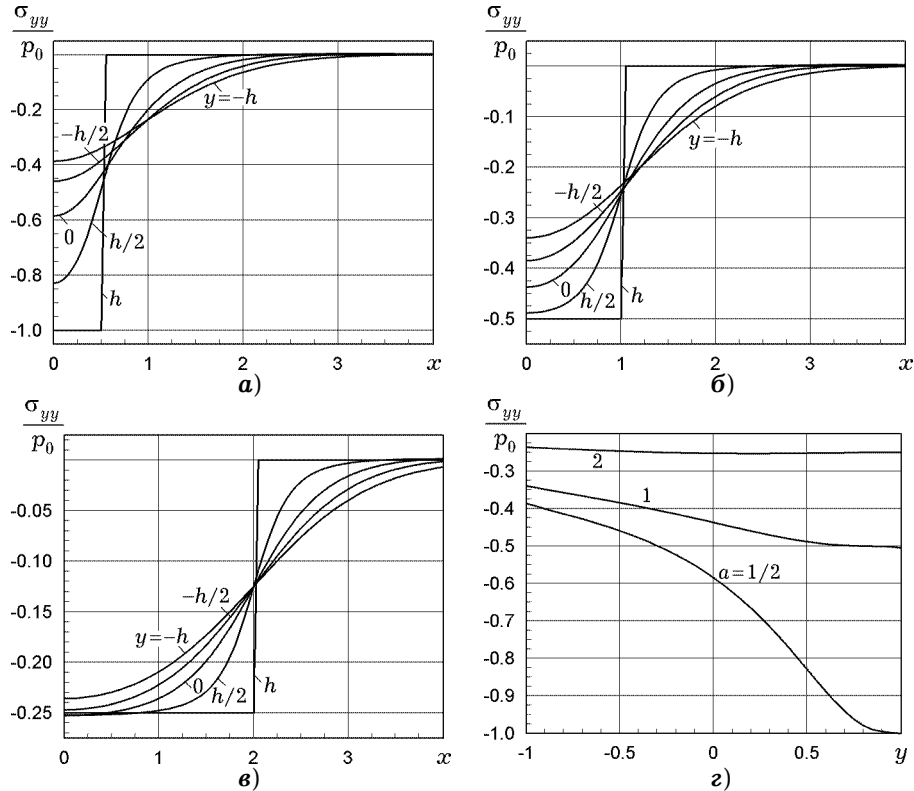 σyy
p0
-0.2
-0.4
-0.6
-0.8
-1.0
y=-h
-h/2
0
h/2
h
0 1 2 3 x
а)
σyy
p0
-0.1
-0.2
-0.3
-0.4
-0.5
y=-h
-h/2
0
h/2
h
0 1 2 3 x
б)
σyy
p0
-0.05
-0.10
-0.15
-0.20
-0.25
-h/2
y=-h
0
h/2
h
0 1 2 3 x
в)
σyy
p0
-0.3
-0.4
-0.5
-0.6
-0.7
-0.8
-0.9
-1.0
2
1
a=1/2
-1 -0.5 0 0.5 y
г)